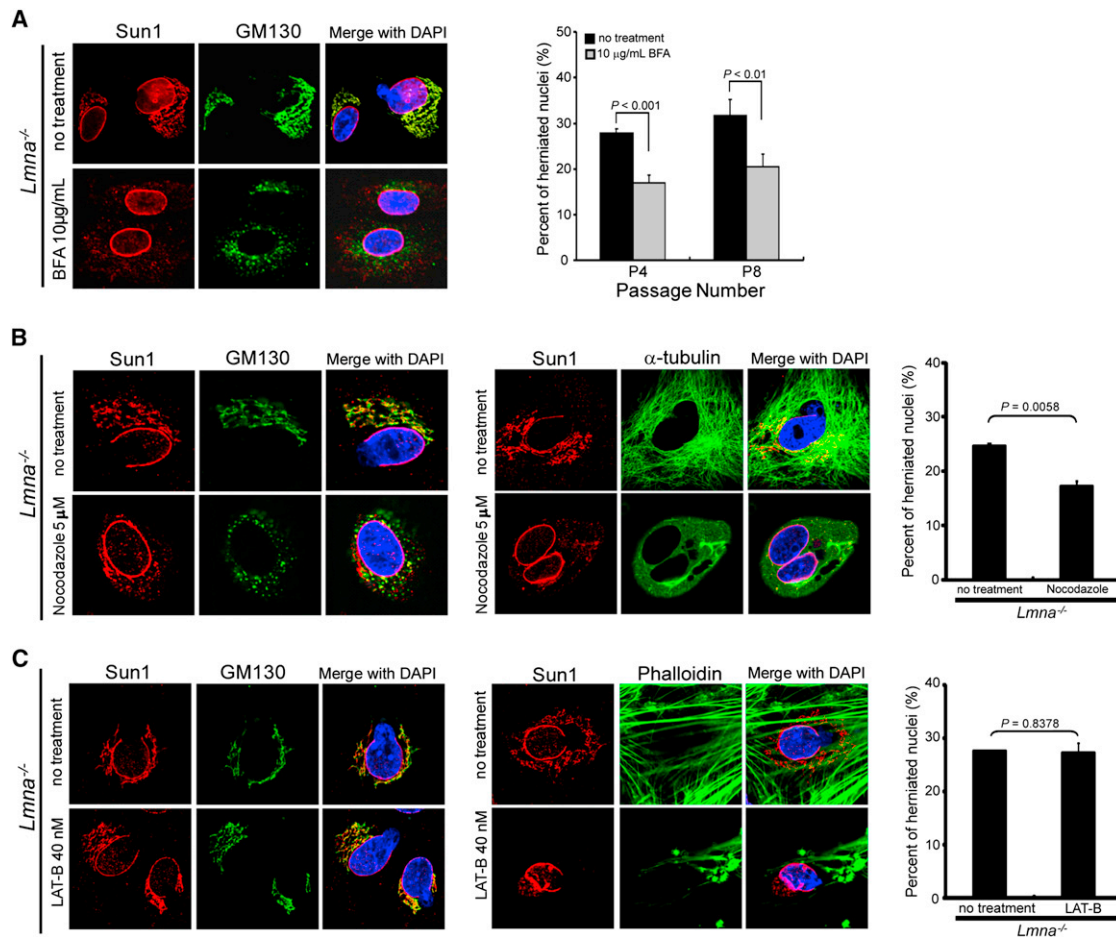 A
Sun1 GM130 Merge with DAPI
Lmna-/-
no treatment
BFA 10µg/mL
Percent of herniated nuclei (%)
50
40
30
20
10
0
no treatment
10 µg/mL BFA
P < 0.001
P < 0.01
P4 P8
Passage Number
B
Sun1 GM130 Merge with DAPI
Lmna-/-
no treatment
Nocodazole 5 µM
Sun1 α-tubulin Merge with DAPI
no treatment
Nocodazole 5 µM
Percent of herniated nuclei (%)
40
30
20
10
0
P = 0.0058
no treatment Nocodazole
Lmna-/-
C
Sun1 GM130 Merge with DAPI
Lmna-/-
no treatment
LAT-B 40 nM
Sun1 Phalloidin Merge with DAPI
no treatment
LAT-B 40 nM
Percent of herniated nuclei (%)
40
30
20
10
0
P = 0.8378
no treatment LAT-B
Lmna-/-